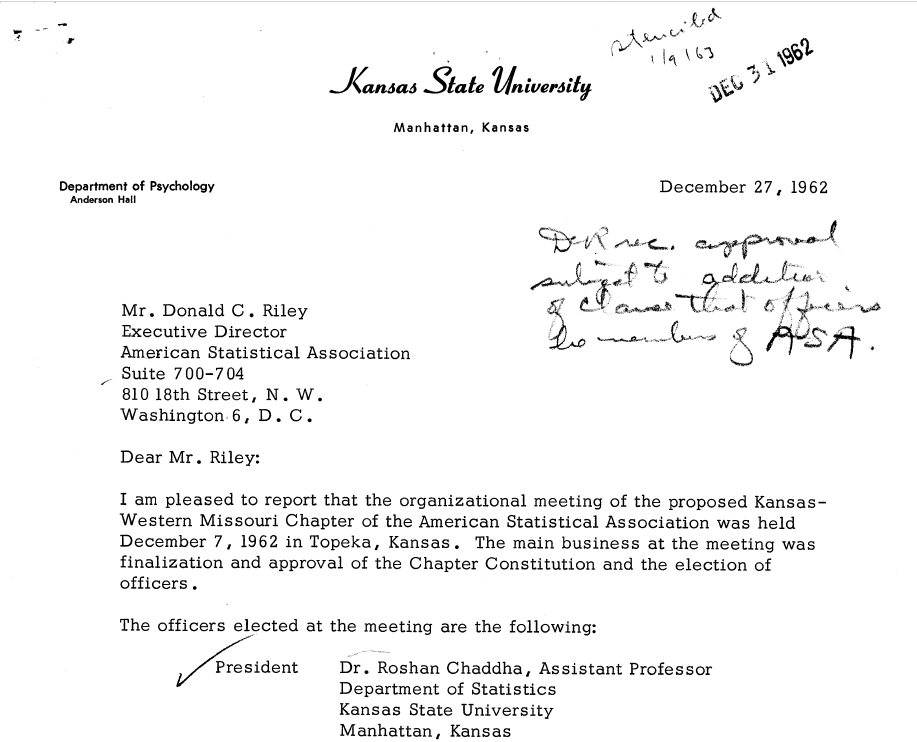 stenciled
1/9/63
DEC 31 1962
Kansas State University
Manhattan, Kansas
Department of Psychology
Anderson Hall
December 27, 1962
DCR rec. approval
subject to addition
of clause that officers
be members of ASA.
Mr. Donald C. Riley
Executive Director
American Statistical Association
Suite 700-704
810 18th Street, N. W.
Washington 6, D. C.
Dear Mr. Riley:
I am pleased to report that the organizational meeting of the proposed Kansas-
Western Missouri Chapter of the American Statistical Association was held
December 7, 1962 in Topeka, Kansas. The main business at the meeting was
finalization and approval of the Chapter Constitution and the election of
officers.
The officers elected at the meeting are the following:
President Dr. Roshan Chaddha, Assistant Professor
Department of Statistics
Kansas State University
Manhattan, Kansas